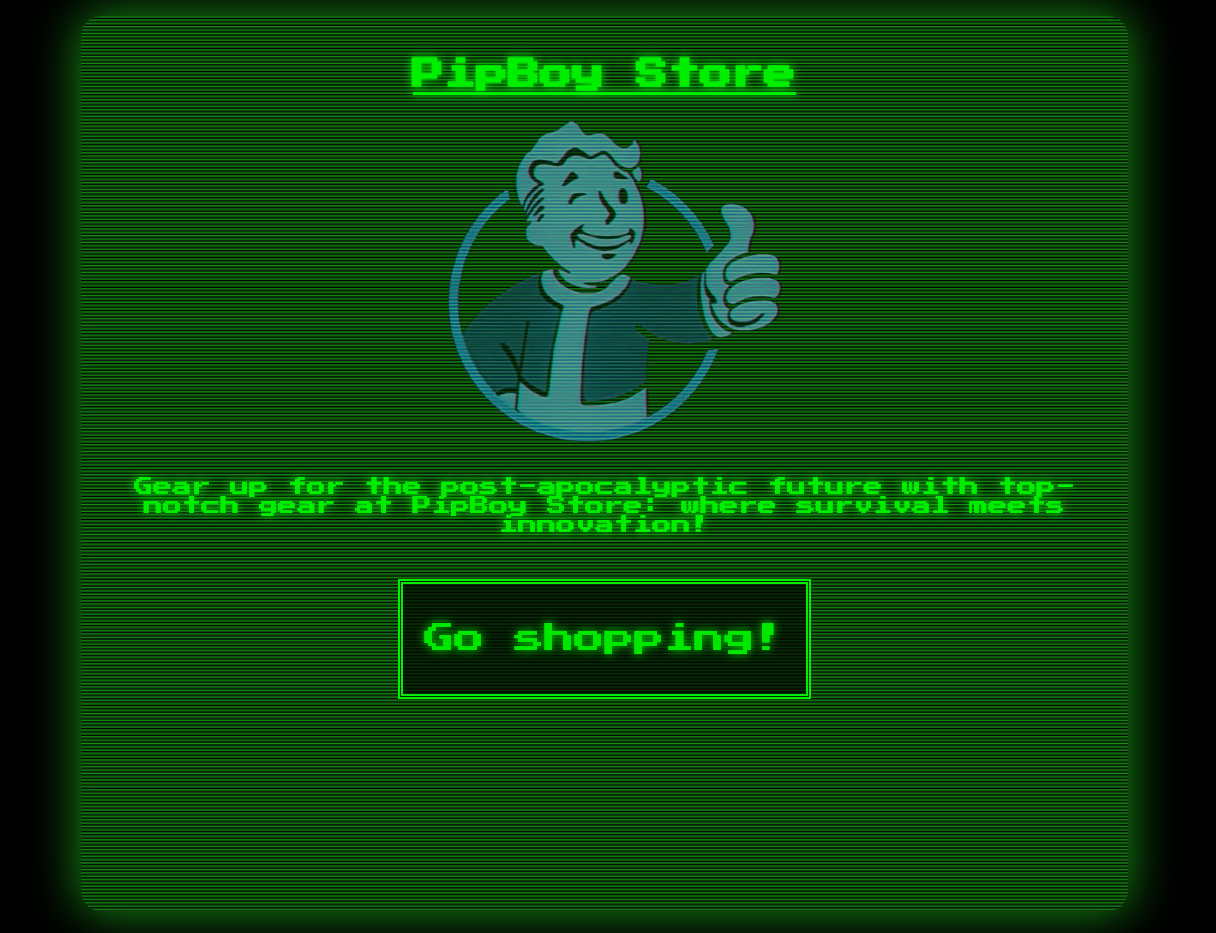 PipBoy Store
Gear up for the post-apocalyptic future with top-
notch gear at PipBoy Store: where survival meets
innovation!
Go shopping!